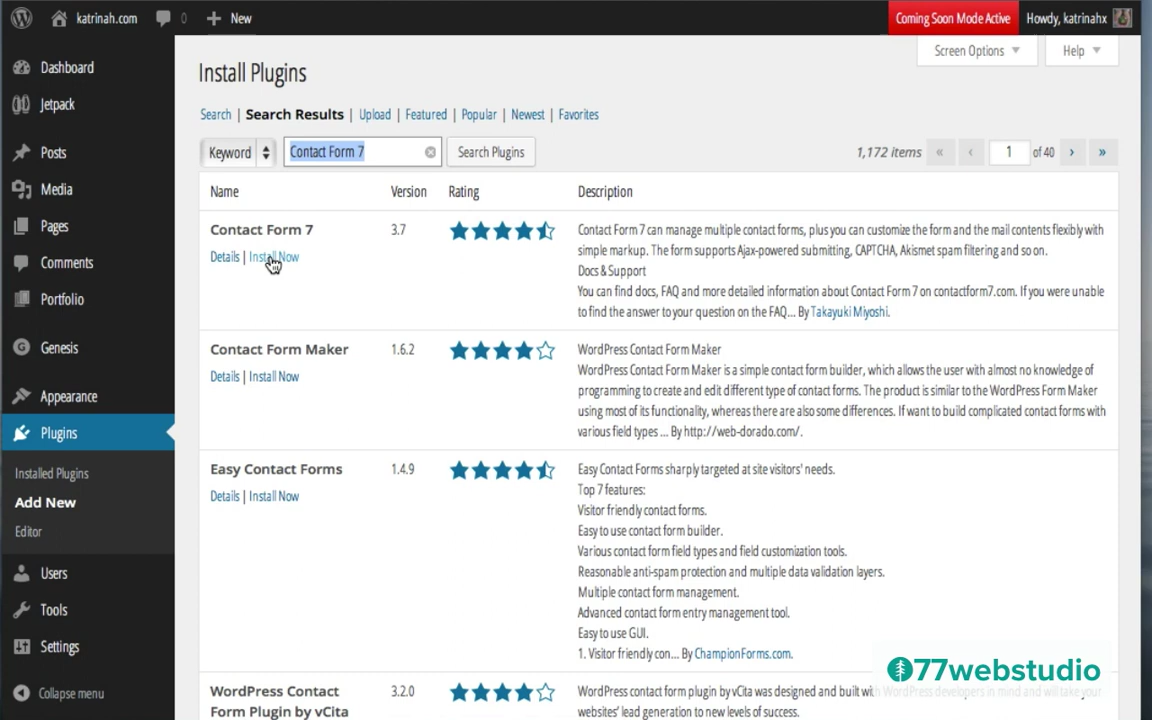 katrinah.com 0 New Coming Soon Mode Active Howdy, katrinahx
Screen Options Help
Dashboard
Jetpack
Posts
Media
Pages
Comments
Portfolio
Genesis
Appearance
Plugins
Installed Plugins
Add New
Editor
Users
Tools
Settings
Collapse menu
Install Plugins
Search | Search Results | Upload | Featured | Popular | Newest | Favorites
Keyword Contact Form 7 Search Plugins 1,172 items « ‹ 1 of 40 › »
Name Version Rating Description
Contact Form 7 3.7
Details | Install Now
Contact Form 7 can manage multiple contact forms, plus you can customize the form and the mail contents flexibly with
simple markup. The form supports Ajax-powered submitting, CAPTCHA, Akismet spam filtering and so on.
Docs & Support
You can find docs, FAQ and more detailed information about Contact Form 7 on contactform7.com. If you were unable
to find the answer to your question on the FAQ... By Takayuki Miyoshi.
Contact Form Maker 1.6.2
Details | Install Now
WordPress Contact Form Maker
WordPress Contact Form Maker is a simple contact form builder, which allows the user with almost no knowledge of
programming to create and edit different type of contact forms. The product is similar to the WordPress Form Maker
using most of its functionality, whereas there are also some differences. If want to build complicated contact forms with
various field types ... By http://web-dorado.com/.
Easy Contact Forms 1.4.9
Details | Install Now
Easy Contact Forms sharply targeted at site visitors' needs.
Top 7 features:
Visitor friendly contact forms.
Easy to use form builder.
Various contact form field types and field customization tools.
Reasonable anti-spam protection and multiple data validation layers.
Multiple contact form management.
Advanced contact form entry management tool.
Easy to use GUI.
1. Visitor friendly con... By ChampionForms.com.
WordPress Contact
Form Plugin by vCita 3.2.0
WordPress contact form plugin by vCita was designed and built with WordPress developers in mind and will take your
websites' lead generation to new levels of success.
77webstudio